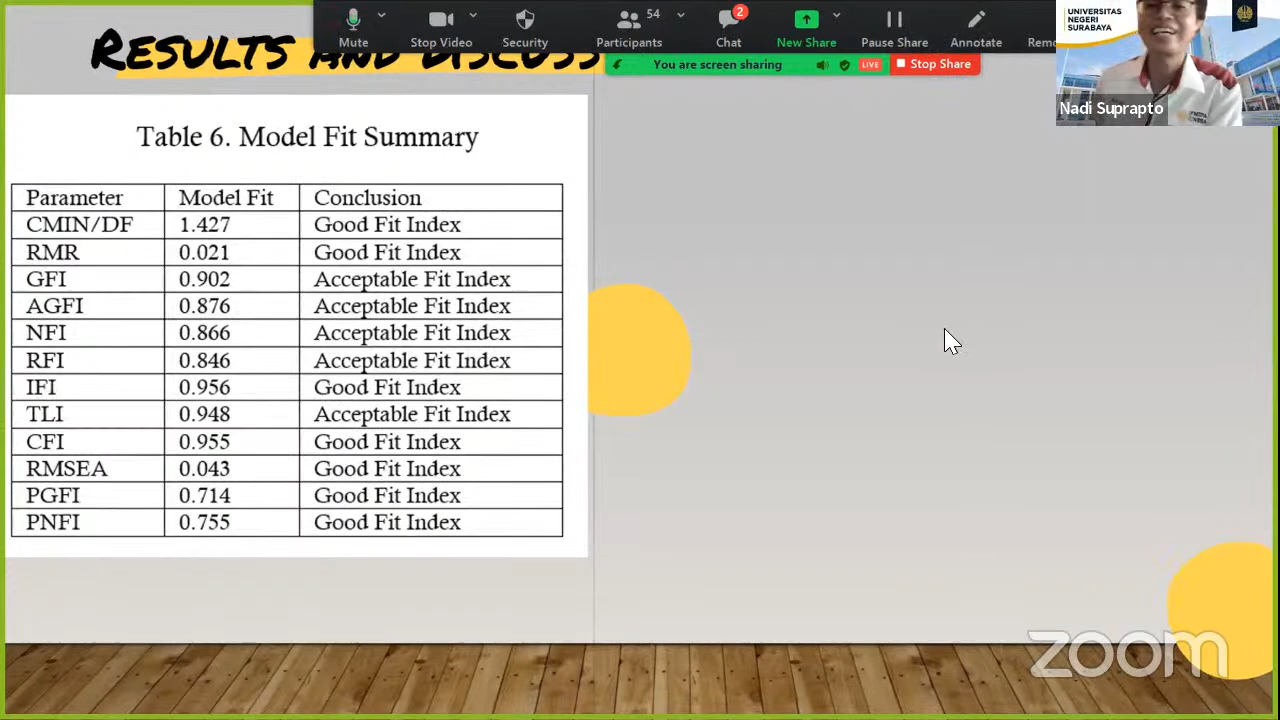 Mute
Stop Video
Security
54
Participants
2
Chat
New Share
Pause Share
Annotate
You are screen sharing
LIVE
Stop Share
UNIVERSITAS
NEGERI
SURABAYA
Nadi Suprapto
RESULTS AND DISCUSS
Table 6. Model Fit Summary
Parameter Model Fit Conclusion
CMIN/DF 1.427 Good Fit Index
RMR 0.021 Good Fit Index
GFI 0.902 Acceptable Fit Index
AGFI 0.876 Acceptable Fit Index
NFI 0.866 Acceptable Fit Index
RFI 0.846 Acceptable Fit Index
IFI 0.956 Good Fit Index
TLI 0.948 Acceptable Fit Index
CFI 0.955 Good Fit Index
RMSEA 0.043 Good Fit Index
PGFI 0.714 Good Fit Index
PNFI 0.755 Good Fit Index
zoom